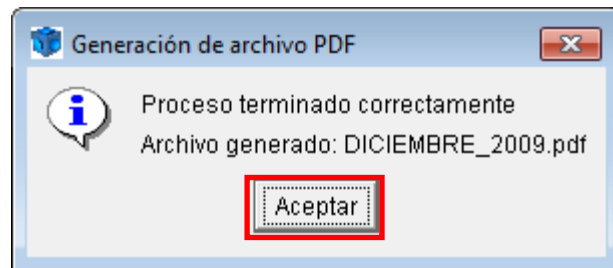 Generación de archivo PDF
Proceso terminado correctamente
Archivo generado: DICIEMBRE_2009.pdf
Aceptar